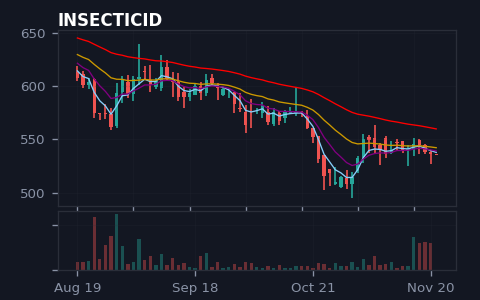 INSECTICID
650
600
550
500
Aug 19
Sep 18
Oct 21
Nov 20